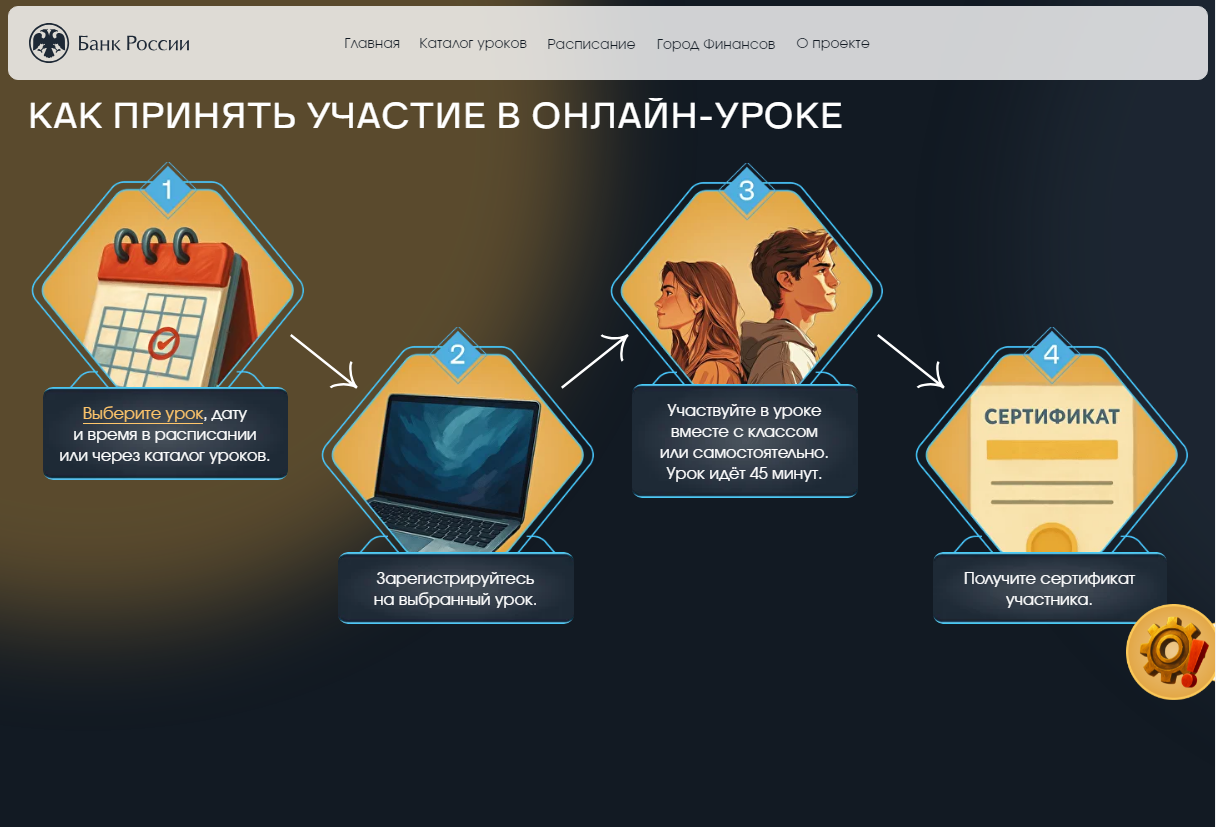 Банк России
Главная
Каталог уроков
Расписание
Город Финансов
О проекте
КАК ПРИНЯТЬ УЧАСТИЕ В ОНЛАЙН-УРОКЕ
1
Выберите урок, дату
и время в расписании
или через каталог уроков.
2
Зарегистрируйтесь
на выбранный урок.
3
Участвуйте в уроке
вместе с классом
или самостоятельно.
Урок идёт 45 минут.
4
СЕРТИФИКАТ
Получите сертификат
участника.